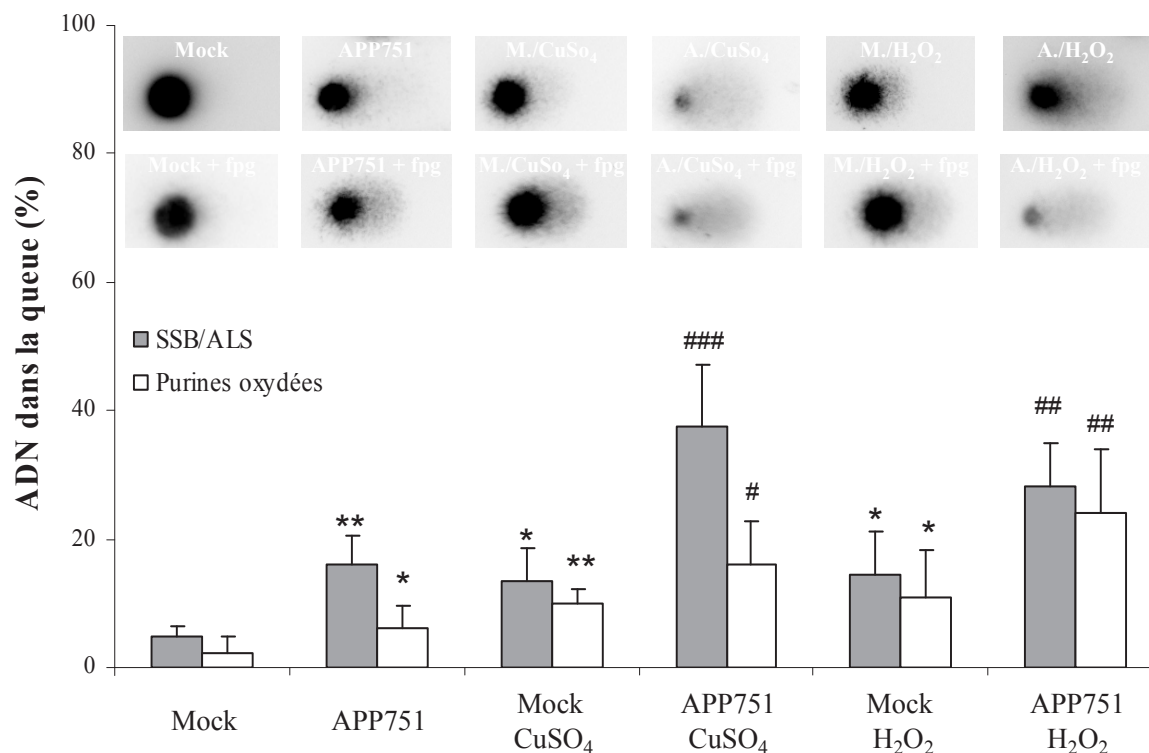 ADN dans la queue (%)
100
80
60
40
20
0
Mock
APP751
M./CuSo₄
A./CuSo₄
M./H₂O₂
A./H₂O₂
Mock + fpg
APP751 + fpg
M./CuSO₄ + fpg
A./CuSO₄ + fpg
M./H₂O₂ + fpg
A./H₂O₂ + fpg
SSB/ALS
Purines oxydées
**
*
*
**
###
#
*
*
##
##
Mock
APP751
Mock
CuSO₄
APP751
CuSO₄
Mock
H₂O₂
APP751
H₂O₂